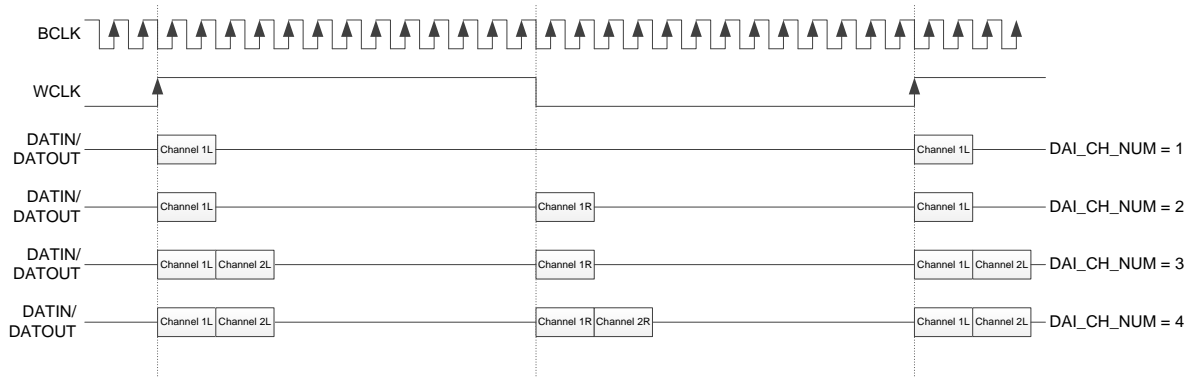 BCLK
WCLK
DATIN/
DATOUT
Channel 1L
Channel 1L
DAI_CH_NUM = 1
DATIN/
DATOUT
Channel 1L
Channel 1R
Channel 1L
DAI_CH_NUM = 2
DATIN/
DATOUT
Channel 1L
Channel 2L
Channel 1R
Channel 1L
Channel 2L
DAI_CH_NUM = 3
DATIN/
DATOUT
Channel 1L
Channel 2L
Channel 1R
Channel 2R
Channel 1L
Channel 2L
DAI_CH_NUM = 4